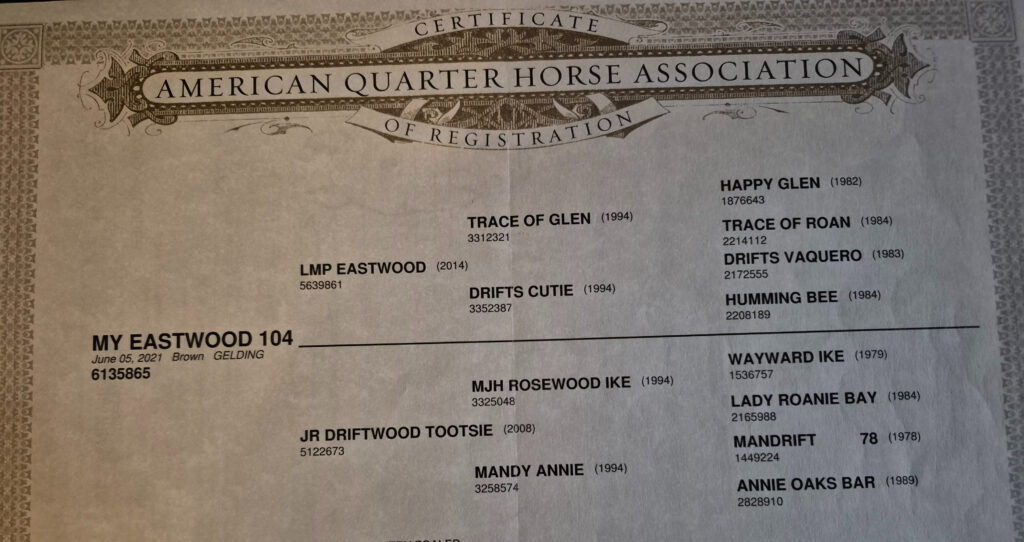 CERTIFICATE
AMERICAN QUARTER HORSE ASSOCIATION
OF REGISTRATION
HAPPY GLEN (1982)
1876643
TRACE OF GLEN (1994)
3312321
TRACE OF ROAN (1984)
2214112
LMP EASTWOOD (2014)
5639861
DRIFTS VAQUERO (1983)
2172555
DRIFTS CUTIE (1994)
3352387
HUMMING BEE (1984)
2208189
MY EASTWOOD 104
June 05, 2021 Brown GELDING
6135865
WAYWARD IKE (1979)
1536757
MJH ROSEWOOD IKE (1994)
3325048
LADY ROANIE BAY (1984)
2165988
JR DRIFTWOOD TOOTSIE (2008)
5122673
MANDRIFT 78 (1978)
1449224
MANDY ANNIE (1994)
3258574
ANNIE OAKS BAR (1989)
2828910